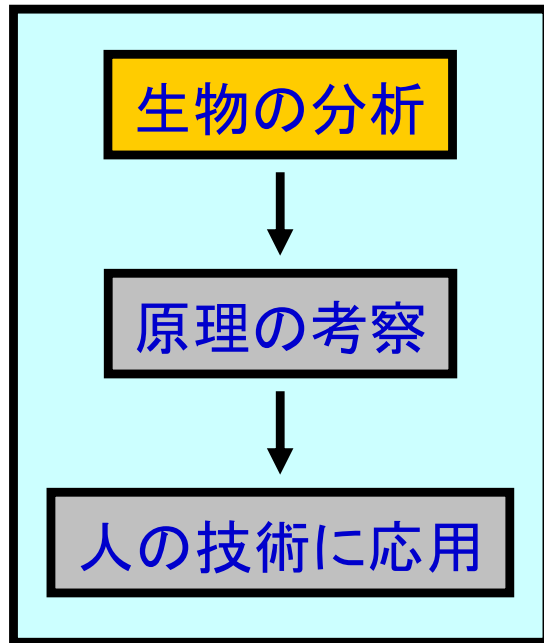 生物の分析
原理の考察
人の技術に応用